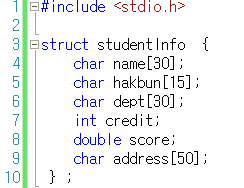 1 #include <stdio.h>
2
3 struct studentInfo {
4 char name[30];
5 char hakbun[15];
6 char dept[30];
7 int credit;
8 double score;
9 char address[50];
10 } ;